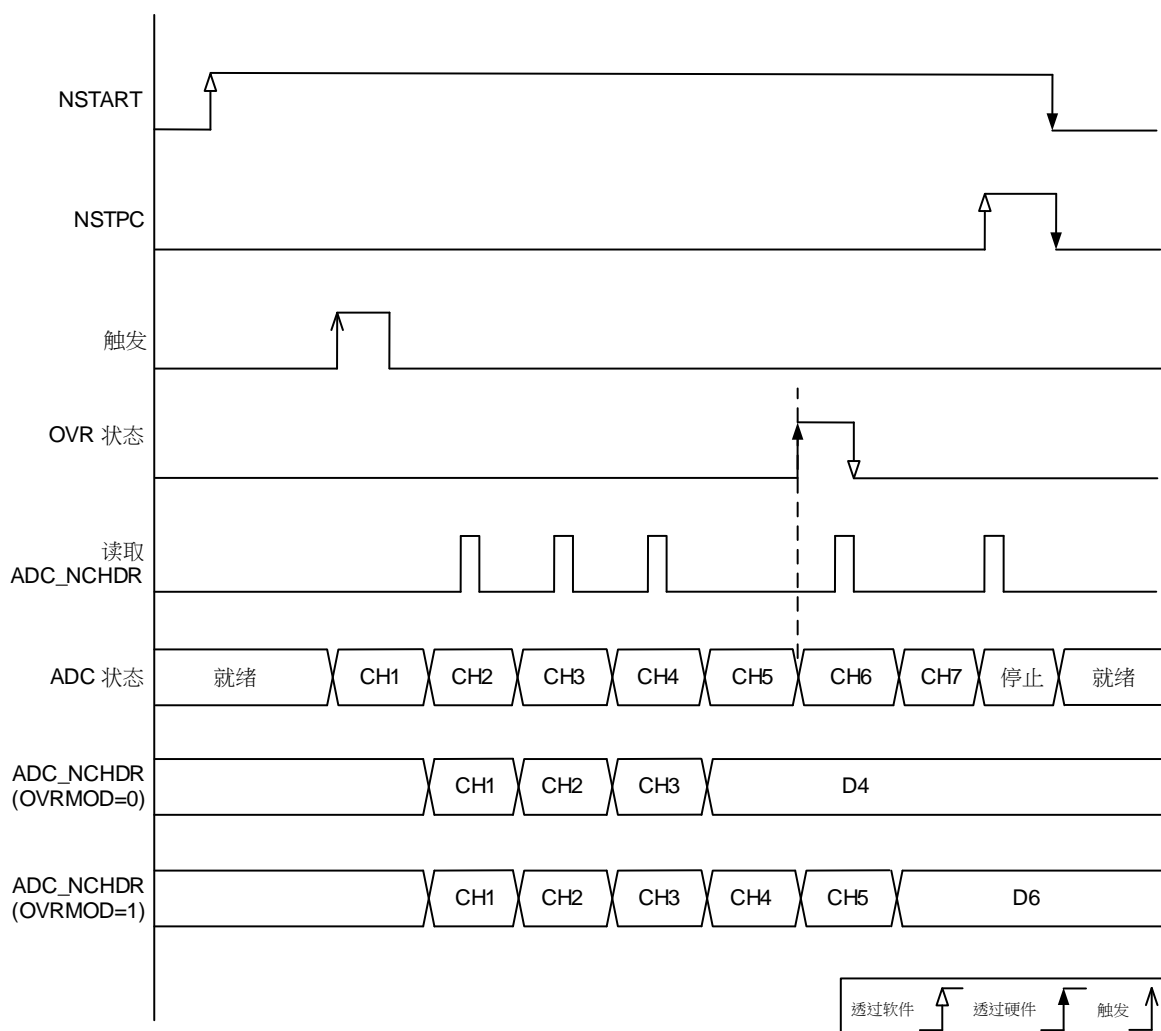 NSTART
NSTPC
触发
OVR 状态
读取
ADC_NCHDR
ADC 状态
就绪 CH1 CH2 CH3 CH4 CH5 CH6 CH7 停止 就绪
ADC_NCHDR
(OVRMOD=0)
CH1 CH2 CH3 D4
ADC_NCHDR
(OVRMOD=1)
CH1 CH2 CH3 CH4 CH5 D6
透过软件 透过硬件 触发